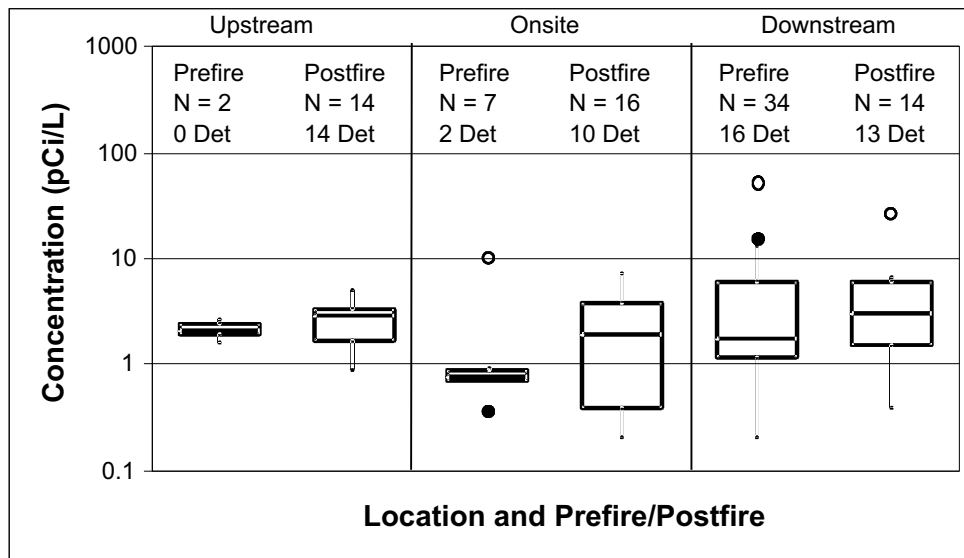 Upstream Onsite Downstream
1000
100
10
1
0.1
Concentration (pCi/L)
Prefire Postfire Prefire Postfire Prefire Postfire
N = 2 N = 14 N = 7 N = 16 N = 34 N = 14
0 Det 14 Det 2 Det 10 Det 16 Det 13 Det
Location and Prefire/Postfire